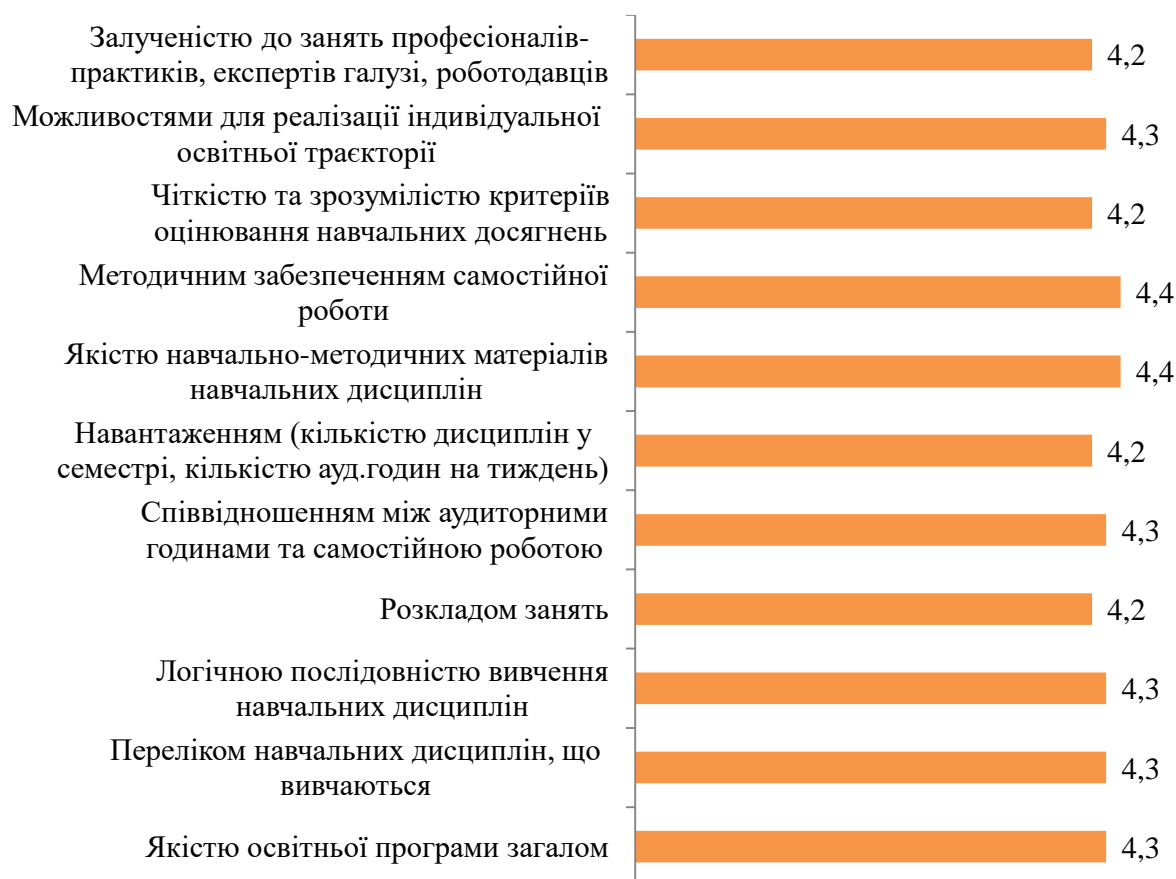 Залученістю до занять професіоналів-
практиків, експертів галузі, роботодавців
4,2
Можливостями для реалізації індивідуальної
освітньої траєкторії
4,3
Чіткістю та зрозумілістю критеріїв
оцінювання навчальних досягнень
4,2
Методичним забезпеченням самостійної
роботи
4,4
Якістю навчально-методичних матеріалів
навчальних дисциплін
4,4
Навантаженням (кількістю дисциплін у
семестрі, кількістю ауд.годин на тиждень)
4,2
Співвідношенням між аудиторними
годинами та самостійною роботою
4,3
Розкладом занять
4,2
Логічною послідовністю вивчення
навчальних дисциплін
4,3
Переліком навчальних дисциплін, що
вивчаються
4,3
Якістю освітньої програми загалом
4,3